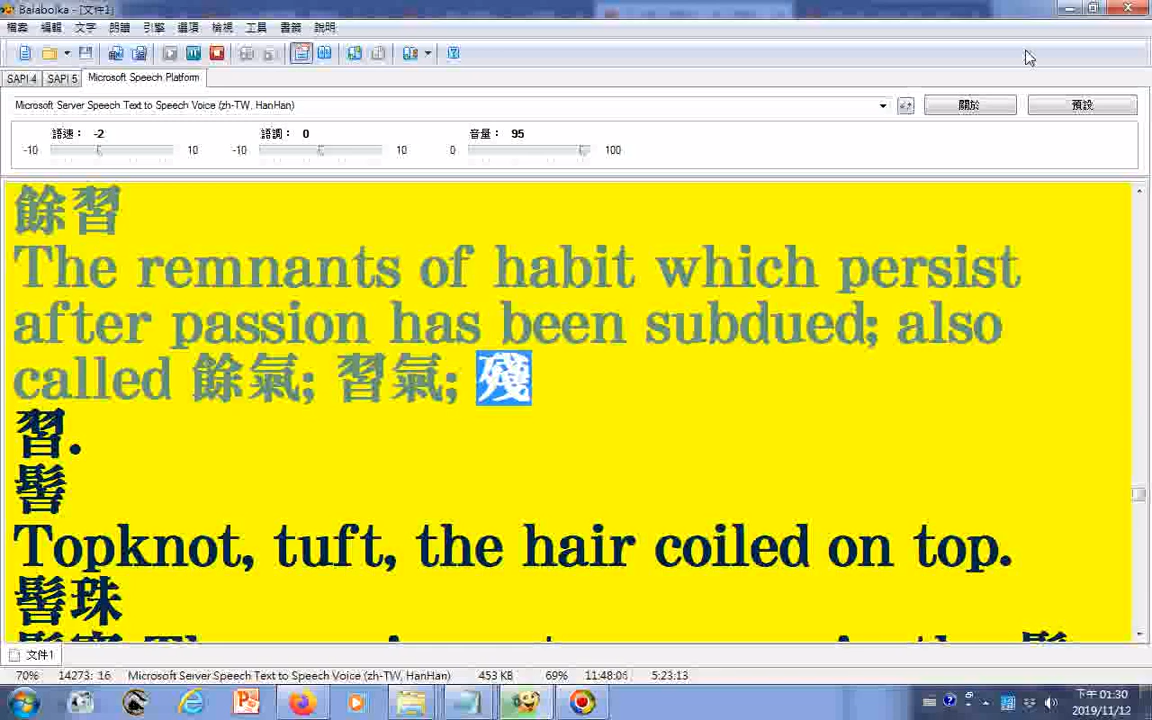 Balabolka - [文件1]
檔案 編輯 文字 朗讀 引擎 選項 檢視 工具 書籤 說明
SAPI 4 SAPI 5 Microsoft Speech Platform
Microsoft Server Speech Text to Speech Voice (zh-TW, HanHan) 關於 預設
語速: -2 語調: 0 音量: 95
-10 10 -10 10 0 100
餘習
The remnants of habit which persist
after passion has been subdued; also
called 餘氣; 習氣; 殘
習.
髻
Topknot, tuft, the hair coiled on top.
髻珠
文件1
70% 14273: 16 Microsoft Server Speech Text to Speech Voice (zh-TW, HanHan) 453 KB 69% 11:48:06 5:23:13
下午 01:30
2019/11/12